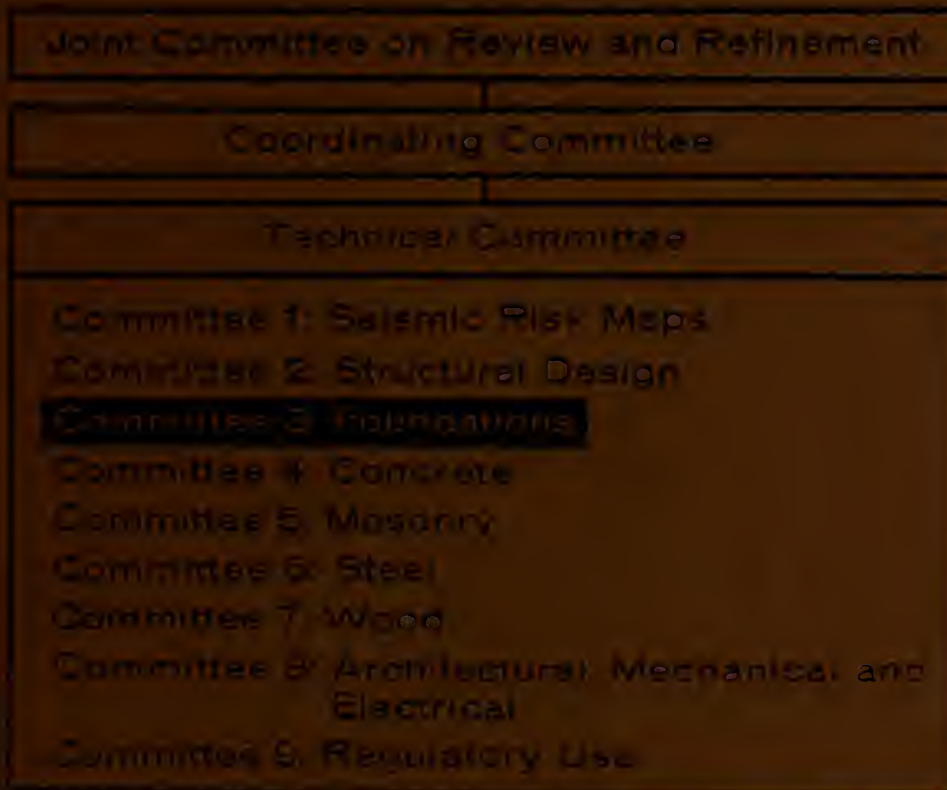 Joint Committee on Review and Refinement
Coordinating Committee
Technical Committee
Committee 1: Seismic Risk Maps
Committee 2: Structural Design
Committee 3: Foundations
Committee 4: Concrete
Committee 5: Masonry
Committee 6: Steel
Committee 7: Wood
Committee 8: Architectural, Mechanical and
Electrical
Committee 9: Regulatory Use